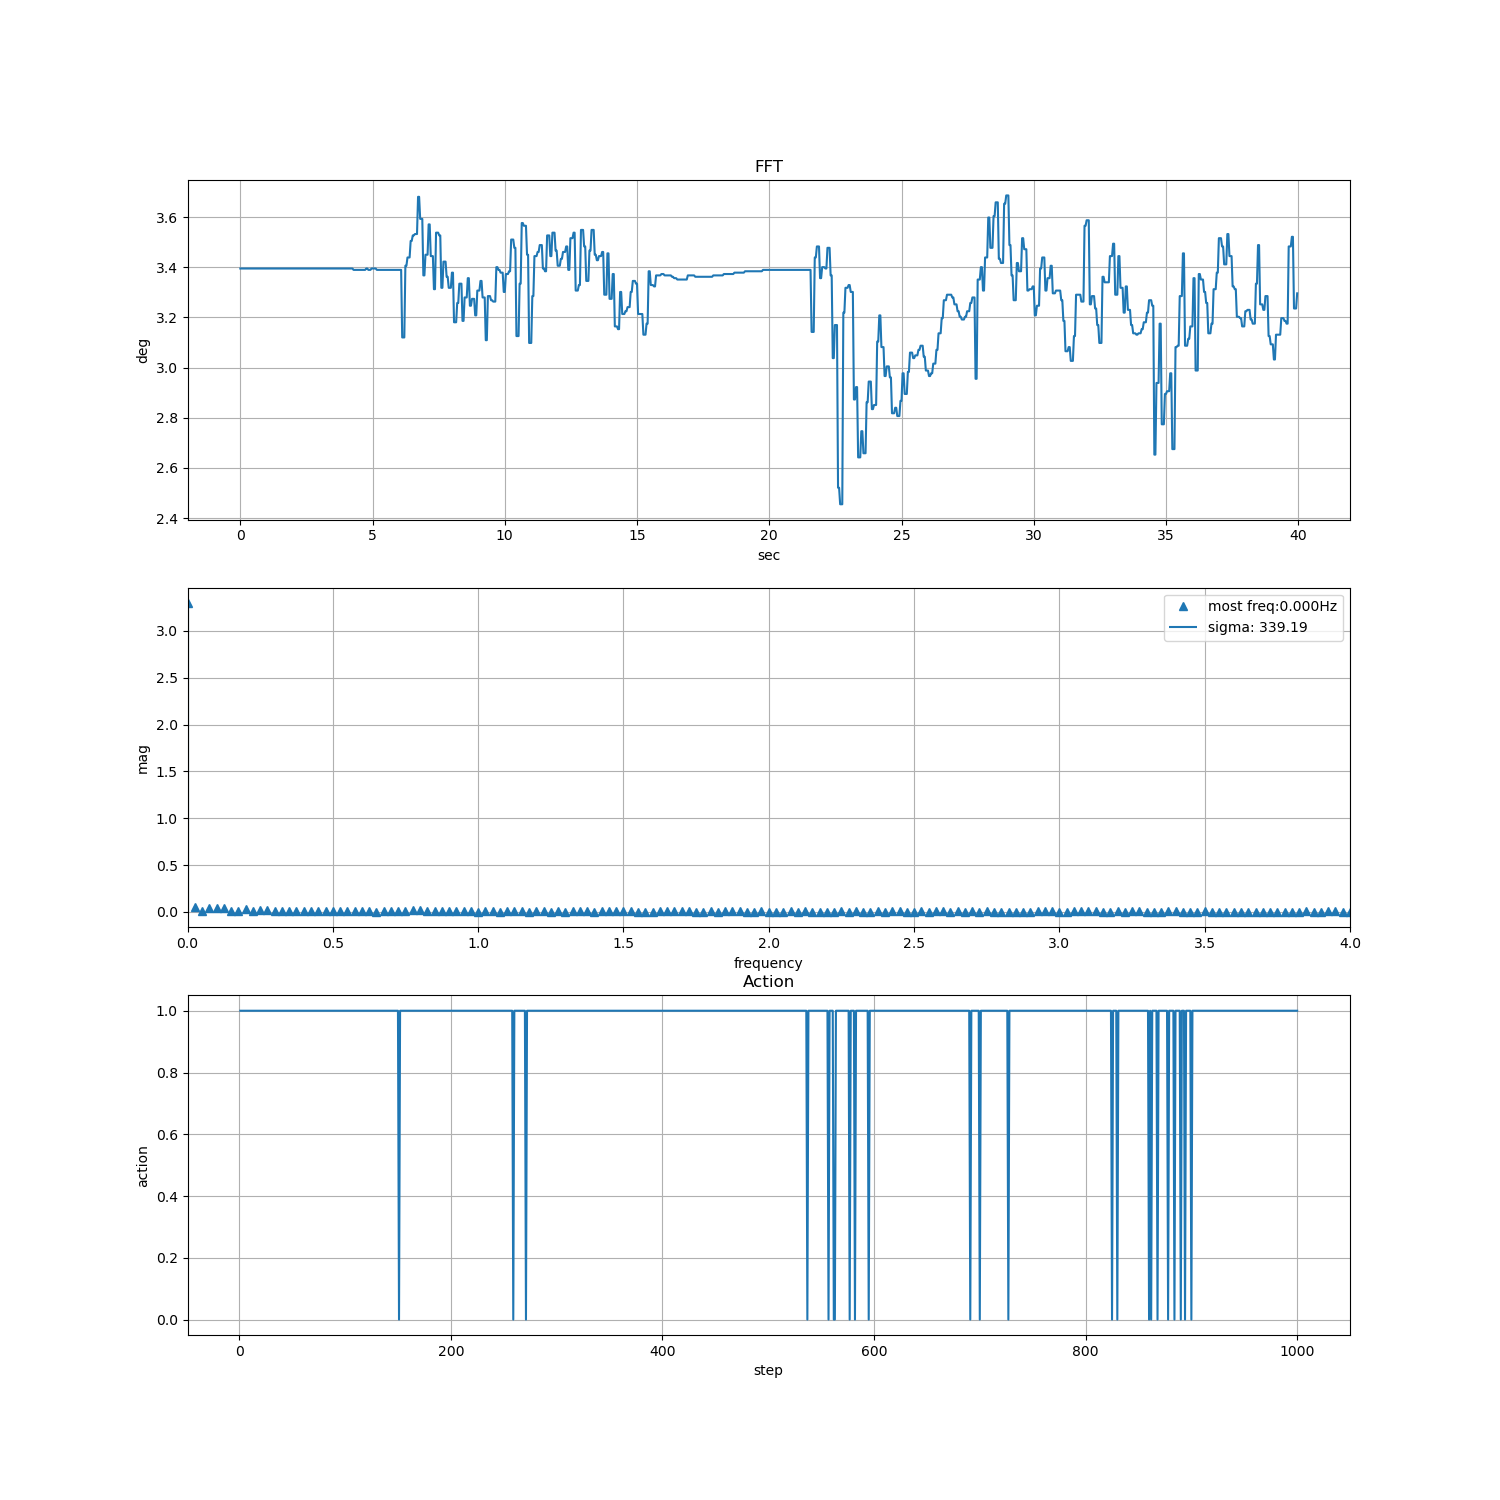 FFT
deg
3.6
3.4
3.2
3.0
2.8
2.6
2.4
0 5 10 15 20 25 30 35 40
sec
mag
most freq:0.000Hz
sigma: 339.19
3.0
2.5
2.0
1.5
1.0
0.5
0.0
0.0 0.5 1.0 1.5 2.0 2.5 3.0 3.5 4.0
frequency
Action
action
1.0
0.8
0.6
0.4
0.2
0.0
0 200 400 600 800 1000
step